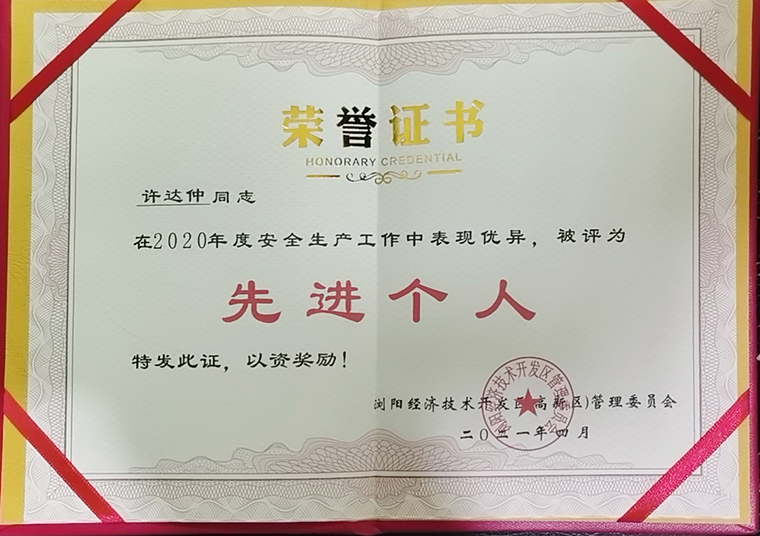 荣誉证书
HONORARY CREDENTIAL
许达仲同志
在2020年度安全生产工作中表现优异，被评为
先进个人
特发此证，以资奖励！
浏阳经济技术开发区(高新区)管理委员会
二〇二一年四月